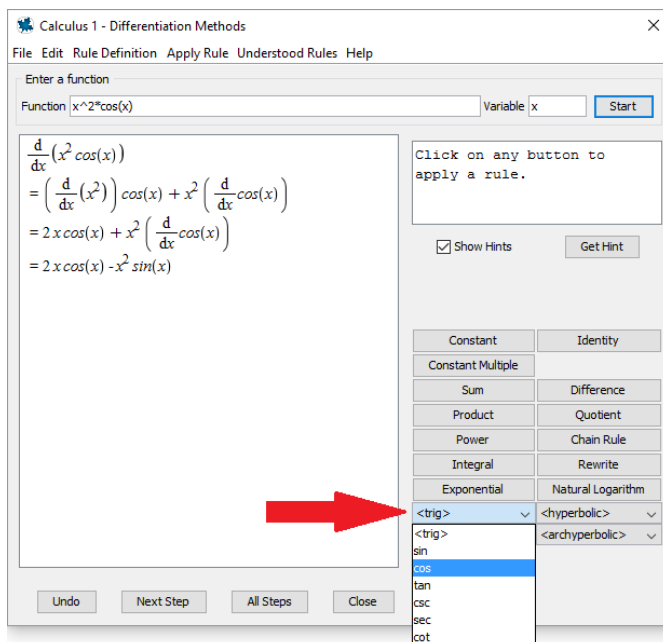 Calculus 1 - Differentiation Methods
File Edit Rule Definition Apply Rule Understood Rules Help
Enter a function
Function x^2*cos(x) Variable x Start
d/dx (x² cos(x))
= (d/dx (x²)) cos(x) + x² (d/dx cos(x))
= 2 x cos(x) + x² (d/dx cos(x))
= 2 x cos(x) - x² sin(x)
Click on any button to
apply a rule.
Show Hints Get Hint
Constant Identity
Constant Multiple
Sum Difference
Product Quotient
Power Chain Rule
Integral Rewrite
Exponential Natural Logarithm
<trig> <hyperbolic>
<trig> <archyperbolic>
sin
cos
tan
csc
sec
cot
Undo Next Step All Steps Close